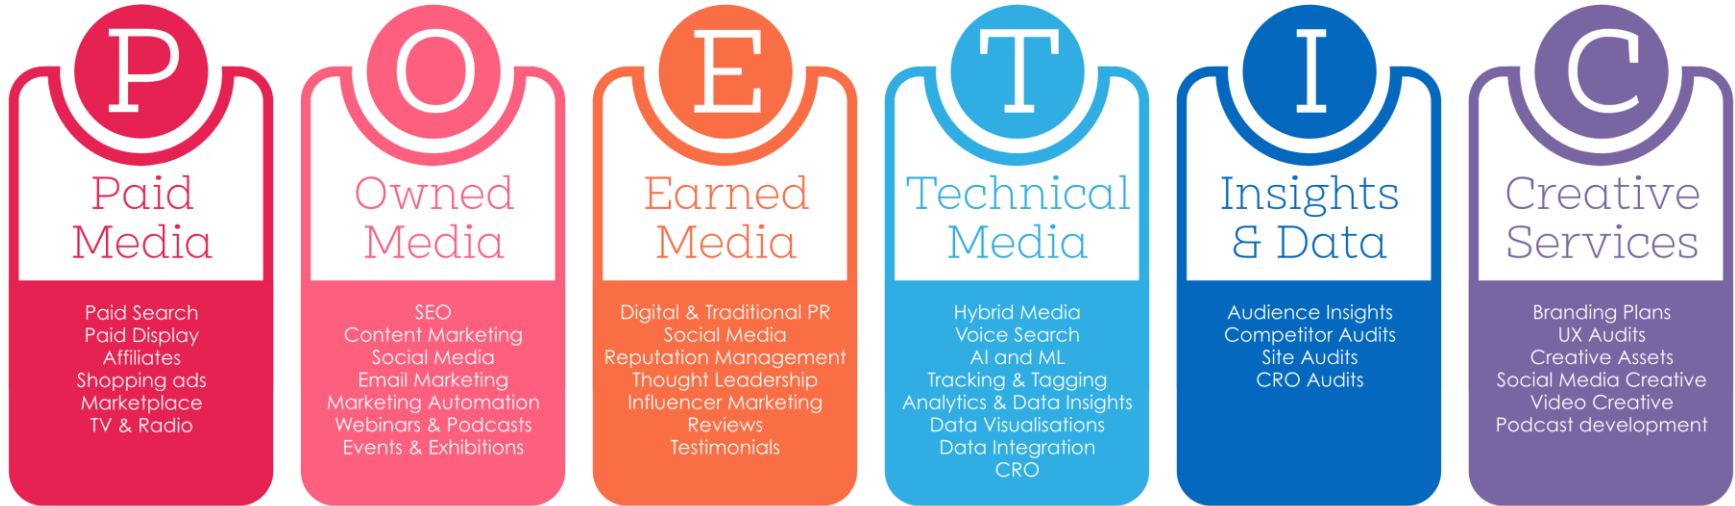 P
Paid
Media
Paid Search
Paid Display
Affiliates
Shopping ads
Marketplace
TV & Radio
O
Owned
Media
SEO
Content Marketing
Social Media
Email Marketing
Marketing Automation
Webinars & Podcasts
Events & Exhibitions
E
Earned
Media
Digital & Traditional PR
Social Media
Reputation Management
Thought Leadership
Influencer Marketing
Reviews
Testimonials
T
Technical
Media
Hybrid Media
Voice Search
AI and ML
Tracking & Tagging
Analytics & Data Insights
Data Visualisations
Data Integration
CRO
I
Insights
& Data
Audience Insights
Competitor Audits
Site Audits
CRO Audits
C
Creative
Services
Branding Plans
UX Audits
Creative Assets
Social Media Creative
Video Creative
Podcast development